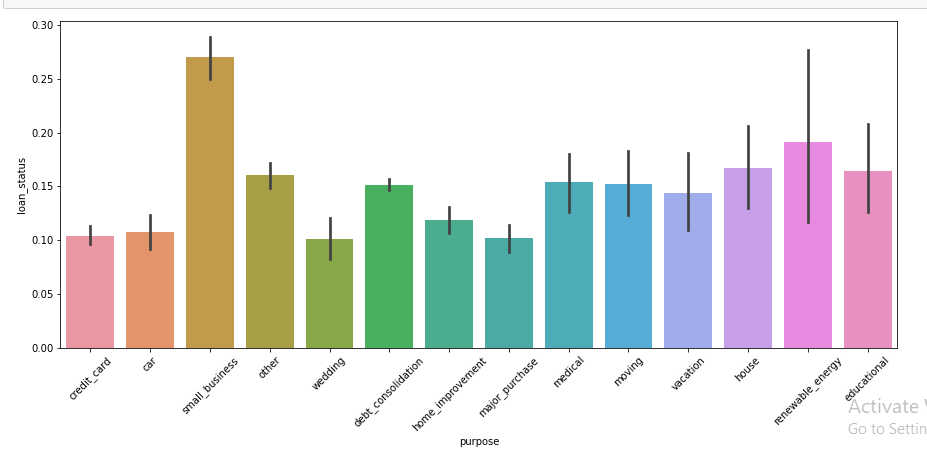 0.30
0.25
0.20
0.15
0.10
0.05
0.00
loan_status
credit_card
car
small_business
other
wedding
debt_consolidation
home_improvement
major_purchase
medical
moving
vacation
house
renewable_energy
educational
purpose
Activate
Go to Settin